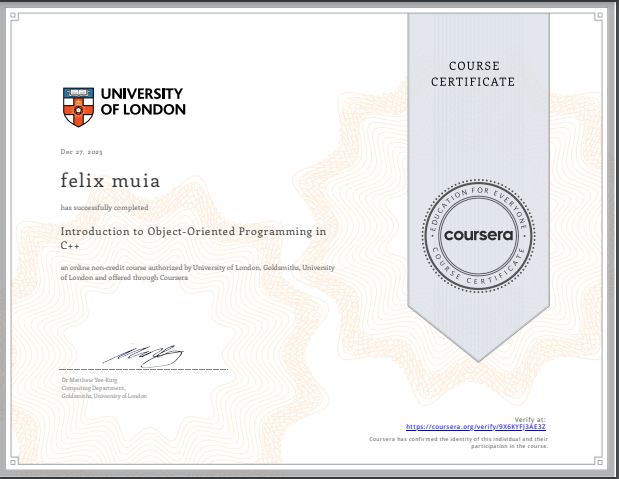 COURSE
CERTIFICATE
UNIVERSITY
OF LONDON
Dec 27, 2023
felix muia
has successfully completed
Introduction to Object-Oriented Programming in
C++
an online non-credit course authorized by University of London, Goldsmiths, University
of London and offered through Coursera
EDUCATION FOR EVERYONE
coursera
COURSE CERTIFICATE
Dr Matthew Yee-King
Computing Department,
Goldsmiths, University of London
Verify at:
https://coursera.org/verify/9X6KYFJ3AE3Z
Coursera has confirmed the identity of this individual and their
participation in the course.